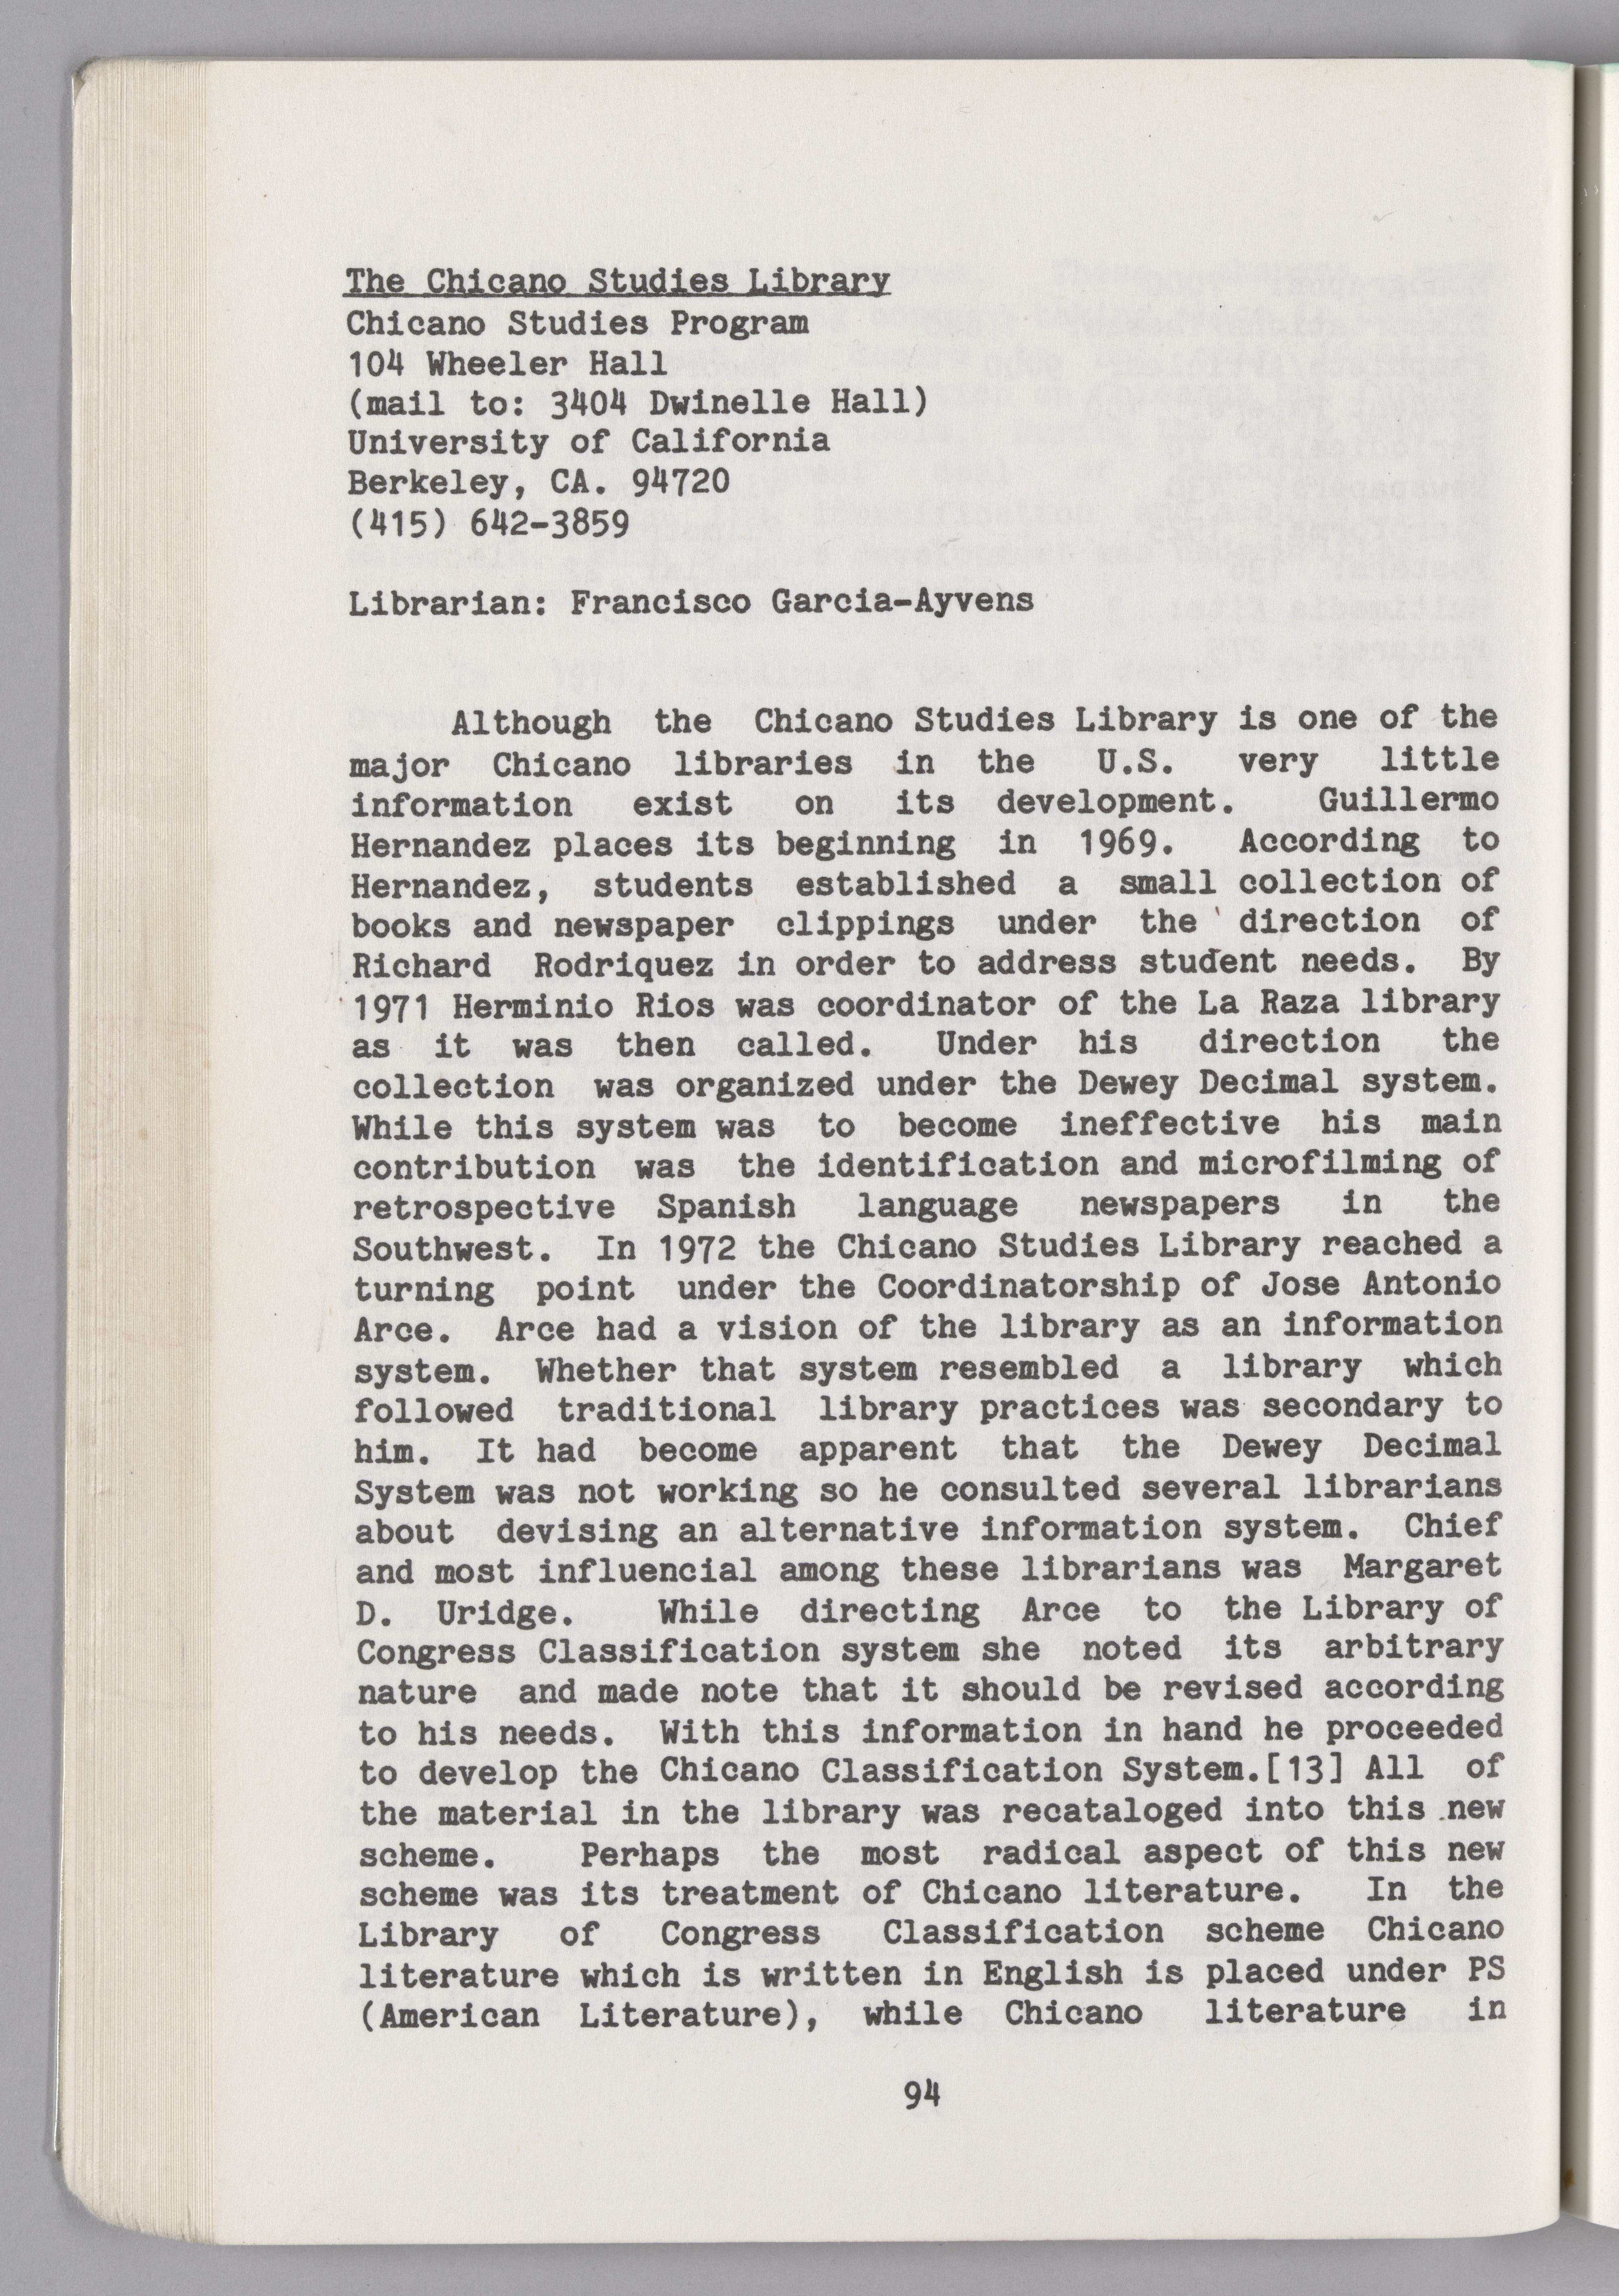 The Chicano Studies Library
Chicano Studies Program
104 Wheeler Hall
(mail to: 3404 Dwinelle Hall)
University of California
Berkeley, CA. 94720
(415) 642-3859
Librarian: Francisco Garcia-Ayvens
Although the Chicano Studies Library is one of the
major Chicano libraries in the U.S. very little
information exist on its development. Guillermo
Hernandez places its beginning in 1969. According to
Hernandez, students established a small collection of
books and newspaper clippings under the direction of
Richard Rodriquez in order to address student needs. By
1971 Herminio Rios was coordinator of the La Raza library
as it was then called. Under his direction the
collection was organized under the Dewey Decimal system.
While this system was to become ineffective his main
contribution was the identification and microfilming of
retrospective Spanish language newspapers in the
Southwest. In 1972 the Chicano Studies Library reached a
turning point under the Coordinatorship of Jose Antonio
Arce. Arce had a vision of the library as an information
system. Whether that system resembled a library which
followed traditional library practices was secondary to
him. It had become apparent that the Dewey Decimal
System was not working so he consulted several librarians
about devising an alternative information system. Chief
and most influencial among these librarians was Margaret
D. Uridge. While directing Arce to the Library of
Congress Classification system she noted its arbitrary
nature and made note that it should be revised according
to his needs. With this information in hand he proceeded
to develop the Chicano Classification System.[13] All of
the material in the library was recataloged into this new
scheme. Perhaps the most radical aspect of this new
scheme was its treatment of Chicano literature. In the
Library of Congress Classification scheme Chicano
literature which is written in English is placed under PS
(American Literature), while Chicano literature in
94